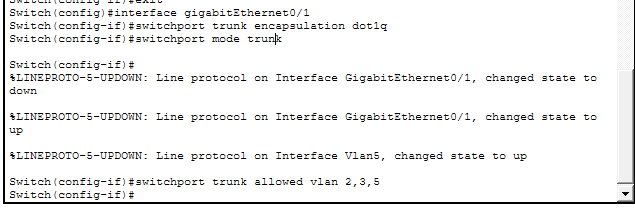 Switch(config-if)#exit
Switch(config)#interface gigabitEthernet0/1
Switch(config-if)#switchport trunk encapsulation dot1q
Switch(config-if)#switchport mode trunk
Switch(config-if)#
%LINEPROTO-5-UPDOWN: Line protocol on Interface GigabitEthernet0/1, changed state to
down
%LINEPROTO-5-UPDOWN: Line protocol on Interface GigabitEthernet0/1, changed state to
up
%LINEPROTO-5-UPDOWN: Line protocol on Interface Vlan5, changed state to up
Switch(config-if)#switchport trunk allowed vlan 2,3,5
Switch(config-if)#